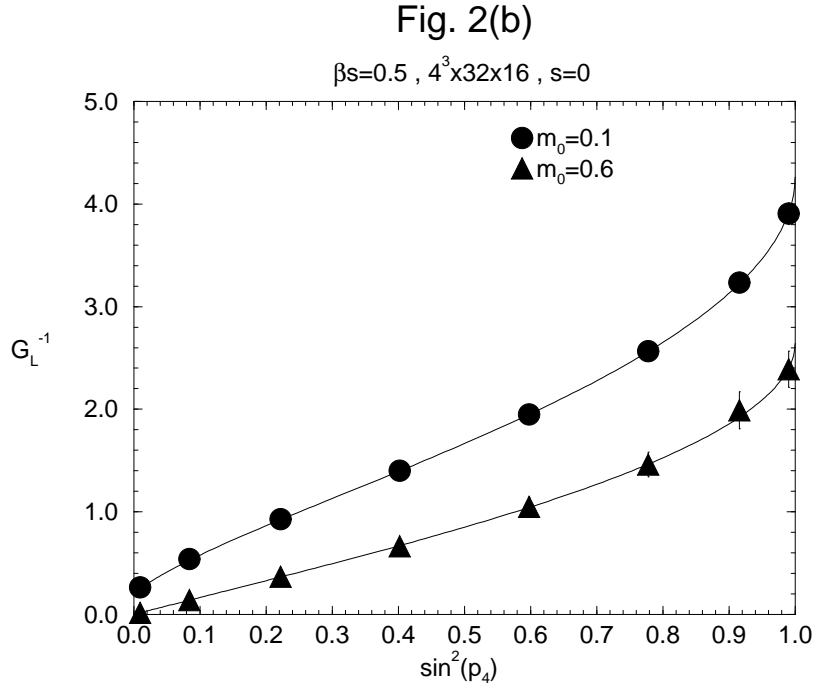 Fig. 2(b)
βs=0.5 , 4³x32x16 , s=0
5.0
m₀=0.1
m₀=0.6
4.0
3.0
G_L⁻¹
2.0
1.0
0.0
0.0 0.1 0.2 0.3 0.4 0.5 0.6 0.7 0.8 0.9 1.0
sin²(p₄)